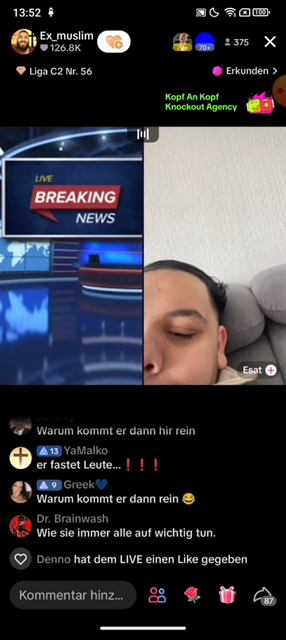 13:52
100
Ex_muslim
126.8K
70+
375
Liga C2 Nr. 56
Erkunden
Kopf An Kopf
Knockout Agency
LIVE
BREAKING
NEWS
Esat
Warum kommt er dann hir rein
13 YaMalko
er fastet Leute...❗❗❗
9 Greek💙
Warum kommt er dann rein 😂
Dr. Brainwash
Wie sie immer alle auf wichtig tun.
Denno hat dem LIVE einen Like gegeben
Kommentar hinz...
87